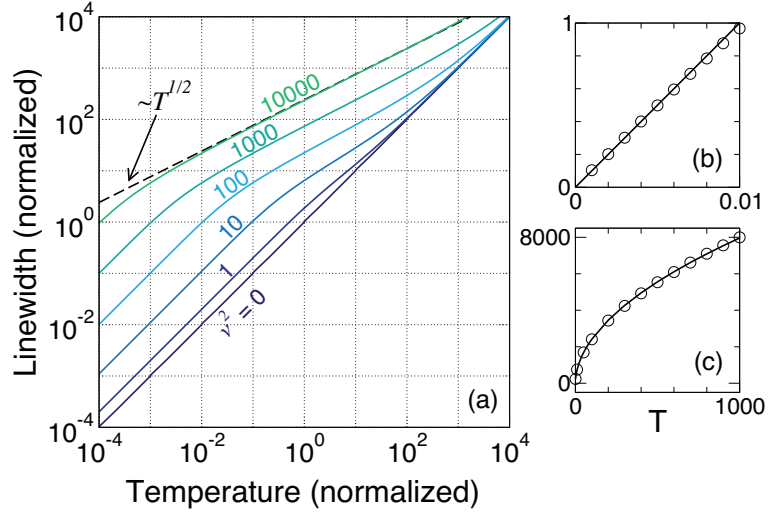 Linewidth (normalized)
10^4
10^2
10^0
10^-2
10^-4
~T^1/2
10000
1000
100
10
1
ν^2 = 0
(a)
10^-4
10^-2
10^0
10^2
10^4
Temperature (normalized)
1
0
(b)
0
0.01
8000
0
(c)
0
1000
T